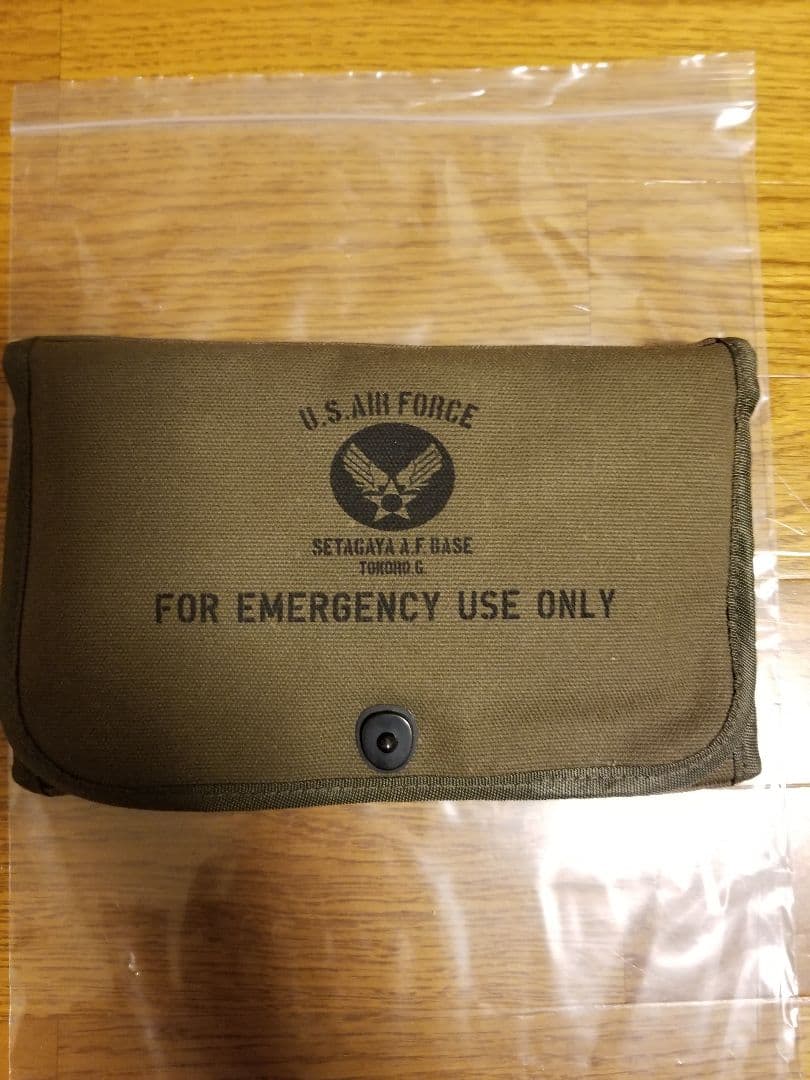 U.S. AIR FORCE
SETAGAYA A.F. BASE
TOKORO.G.
FOR EMERGENCY USE ONLY